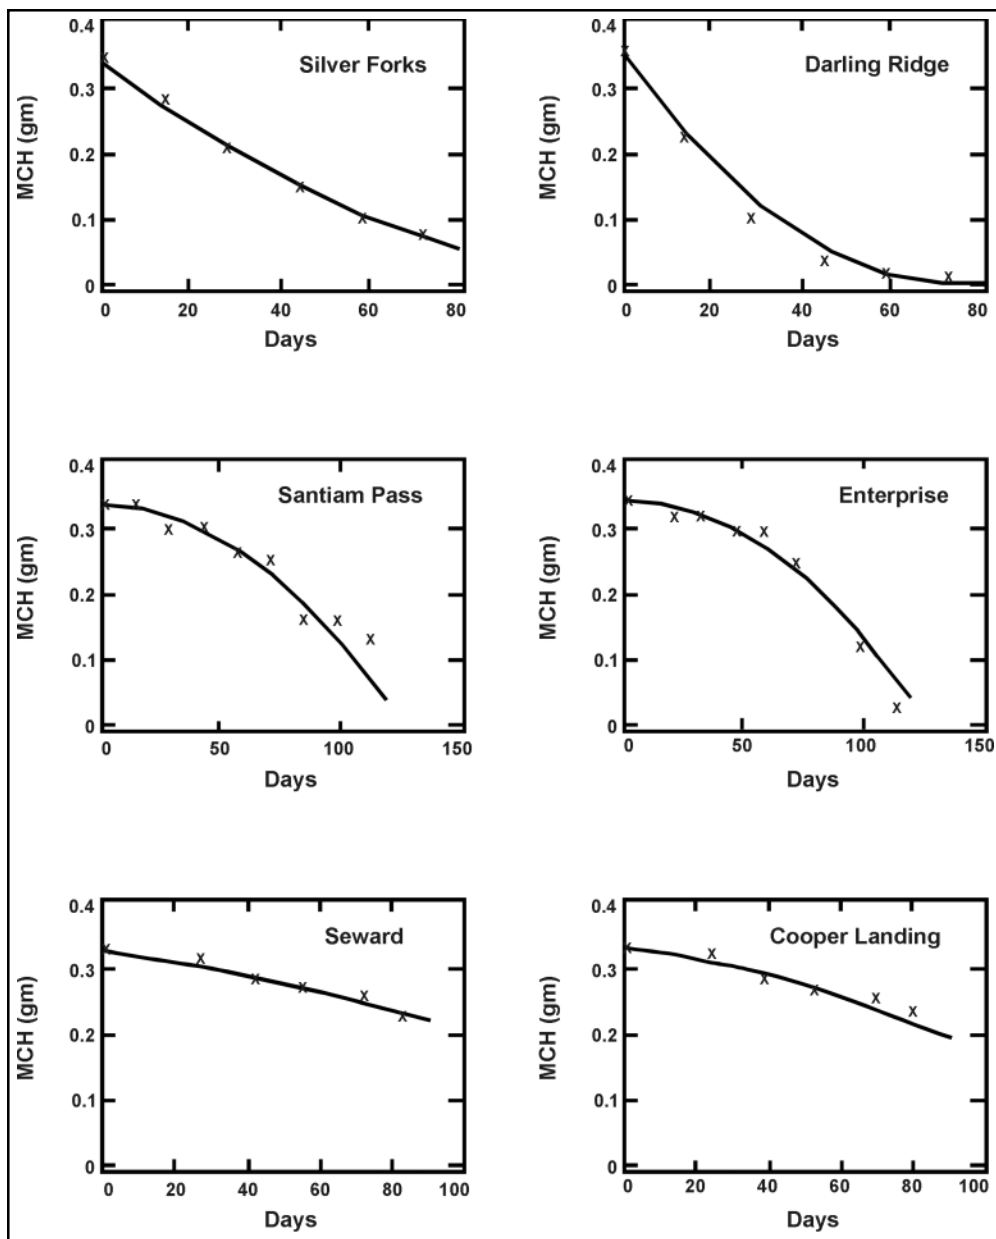 Silver Forks
MCH (gm)
0.4
0.3
0.2
0.1
0
0 20 40 60 80
Days
Darling Ridge
MCH (gm)
0.4
0.3
0.2
0.1
0
0 20 40 60 80
Days
Santiam Pass
MCH (gm)
0.4
0.3
0.2
0.1
0
0 50 100 150
Days
Enterprise
MCH (gm)
0.4
0.3
0.2
0.1
0
0 50 100 150
Days
Seward
MCH (gm)
0.4
0.3
0.2
0.1
0
0 20 40 60 80 100
Days
Cooper Landing
MCH (gm)
0.4
0.3
0.2
0.1
0
0 20 40 60 80 100
Days